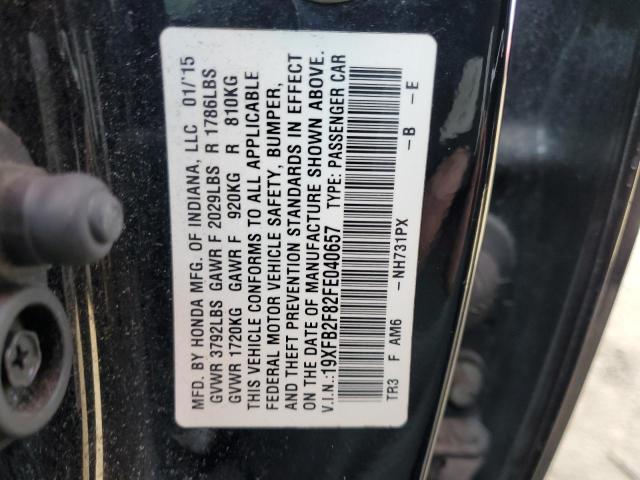 MFD. BY HONDA MFG. OF INDIANA, LLC 01/'15
GVWR 3792LBS GAWR F 2029LBS R 1786LBS
GVWR 1720KG GAWR F 920KG R 810KG
THIS VEHICLE CONFORMS TO ALL APPLICABLE
FEDERAL MOTOR VEHICLE SAFETY, BUMPER,
AND THEFT PREVENTION STANDARDS IN EFFECT
ON THE DATE OF MANUFACTURE SHOWN ABOVE.
V.I.N.:19XFB2F82FE040657 TYPE: PASSENGER CAR
TR3 F AM6 -NH731PX -B -E